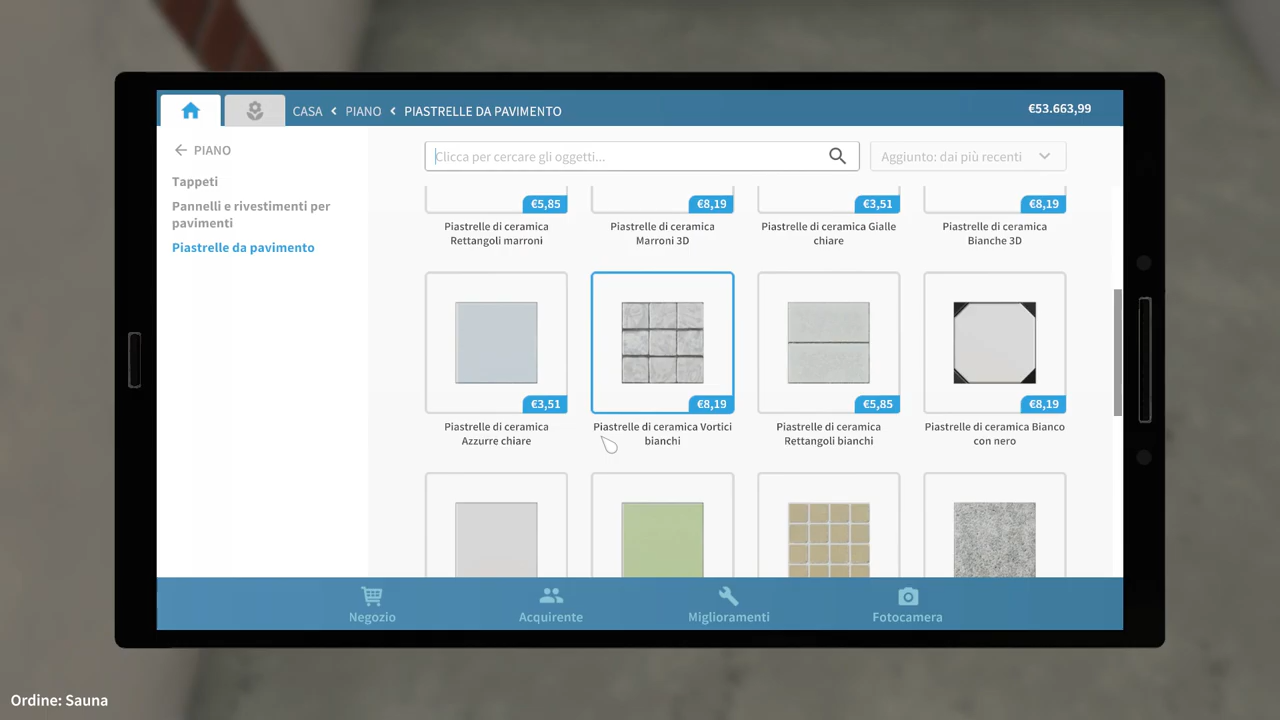 CASA < PIANO < PIASTRELLE DA PAVIMENTO
€53.663,99
PIANO
Tappeti
Pannelli e rivestimenti per
pavimenti
Piastrelle da pavimento
Clicca per cercare gli oggetti...
Aggiunto: dai più recenti
€5,85
€8,19
€3,51
€8,19
Piastrelle di ceramica
Rettangoli marroni
Piastrelle di ceramica
Marroni 3D
Piastrelle di ceramica Gialle
chiare
Piastrelle di ceramica
Bianche 3D
€3,51
€8,19
€5,85
€8,19
Piastrelle di ceramica
Azzurre chiare
Piastrelle di ceramica Vortici
bianchi
Piastrelle di ceramica
Rettangoli bianchi
Piastrelle di ceramica Bianco
con nero
Negozio
Acquirente
Miglioramenti
Fotocamera
Ordine: Sauna